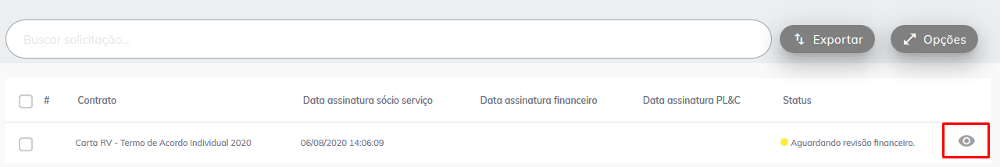 Buscar solicitação...
Exportar
Opções
# Contrato Data assinatura sócio serviço Data assinatura financeiro Data assinatura PL&C Status
Carta RV - Termo de Acordo Individual 2020 06/08/2020 14:06:09 Aguardando revisão financeiro.